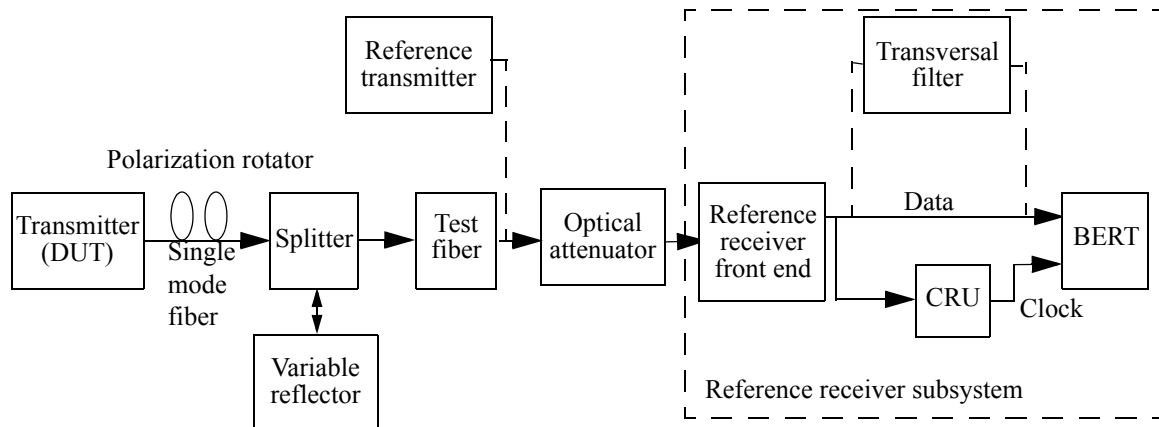 Reference
transmitter
Transversal
filter
Polarization rotator
Transmitter
(DUT)
Single
mode
fiber
Splitter
Test
fiber
Optical
attenuator
Reference
receiver
front end
Data
BERT
CRU
Clock
Variable
reflector
Reference receiver subsystem